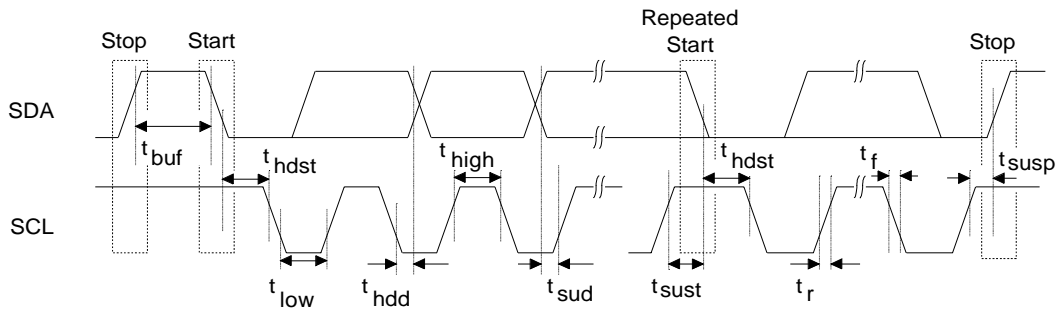 Repeated
Stop Start Start Stop
SDA
t buf
t hdst t high t hdst t f t susp
SCL
t low t hdd t sud t sust t r